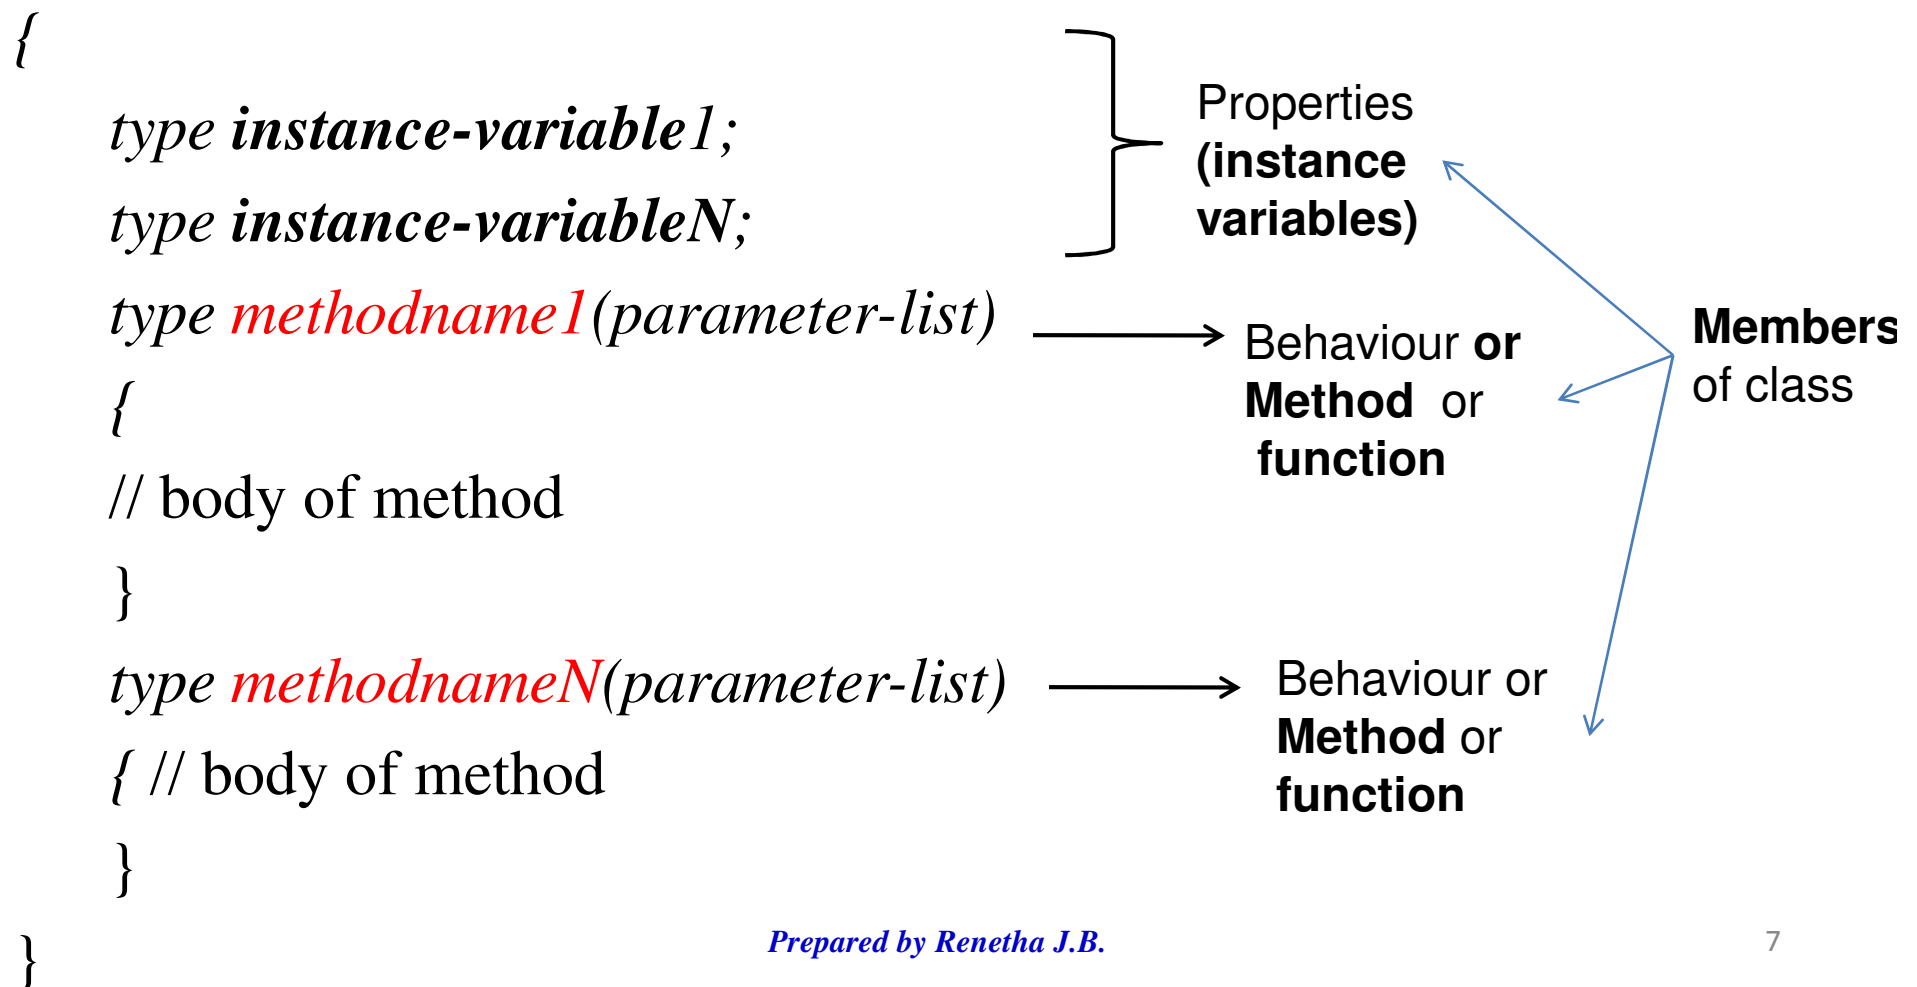 {
type instance-variable1;
type instance-variableN;
type methodname1(parameter-list)
{
// body of method
}
type methodnameN(parameter-list)
{ // body of method
}
}
Properties
(instance
variables)
Behaviour or
Method or
function
Behaviour or
Method or
function
Members
of class
Prepared by Renetha J.B.
7